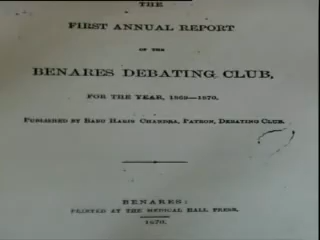 THE
FIRST ANNUAL REPORT
OF THE
BENARES DEBATING CLUB,
FOR THE YEAR, 1869—1870.
PUBLISHED BY BABU HARIS CHANDRA, PATRON, DEBATING CLUB.
BENARES:
PRINTED AT THE MEDICAL HALL PRESS.
1870.